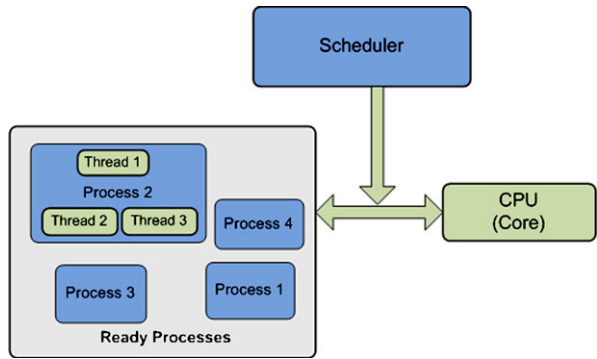 Scheduler
Thread 1
Process 2
Thread 2
Thread 3
Process 4
CPU
(Core)
Process 3
Process 1
Ready Processes